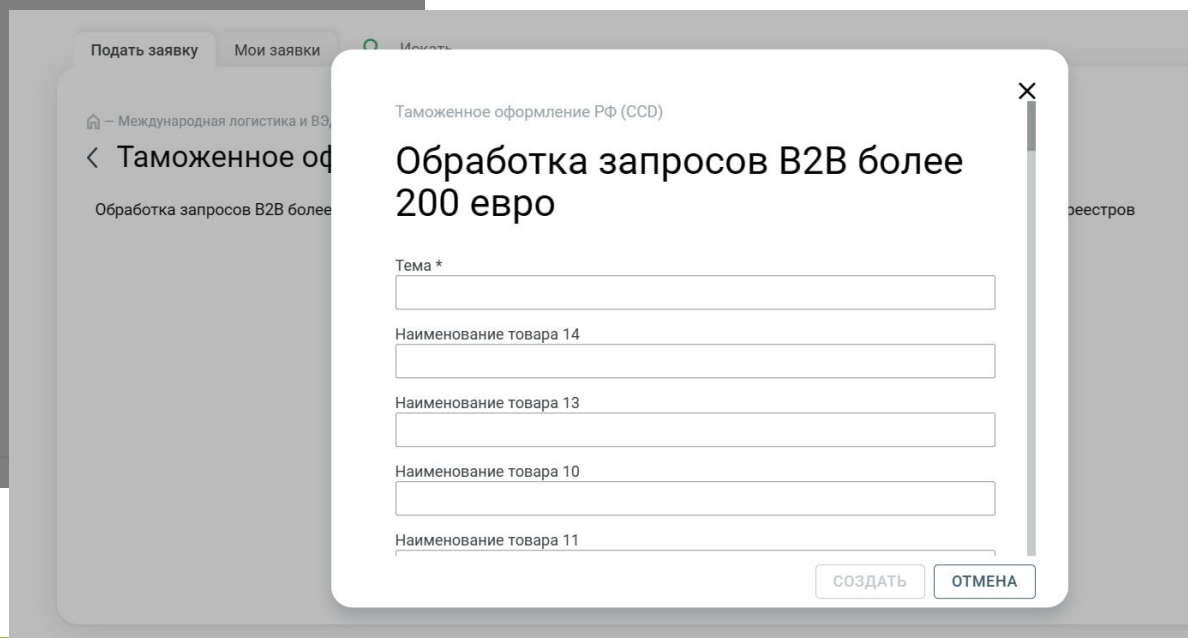 Подать заявку
Мои заявки
Искать
— Международная логистика и ВЭ
Таможенное оф
Обработка запросов B2B более
реестров
Таможенное оформление РФ (CCD)
Обработка запросов B2B более
200 евро
Тема *
Наименование товара 14
Наименование товара 13
Наименование товара 10
Наименование товара 11
СОЗДАТЬ
ОТМЕНА